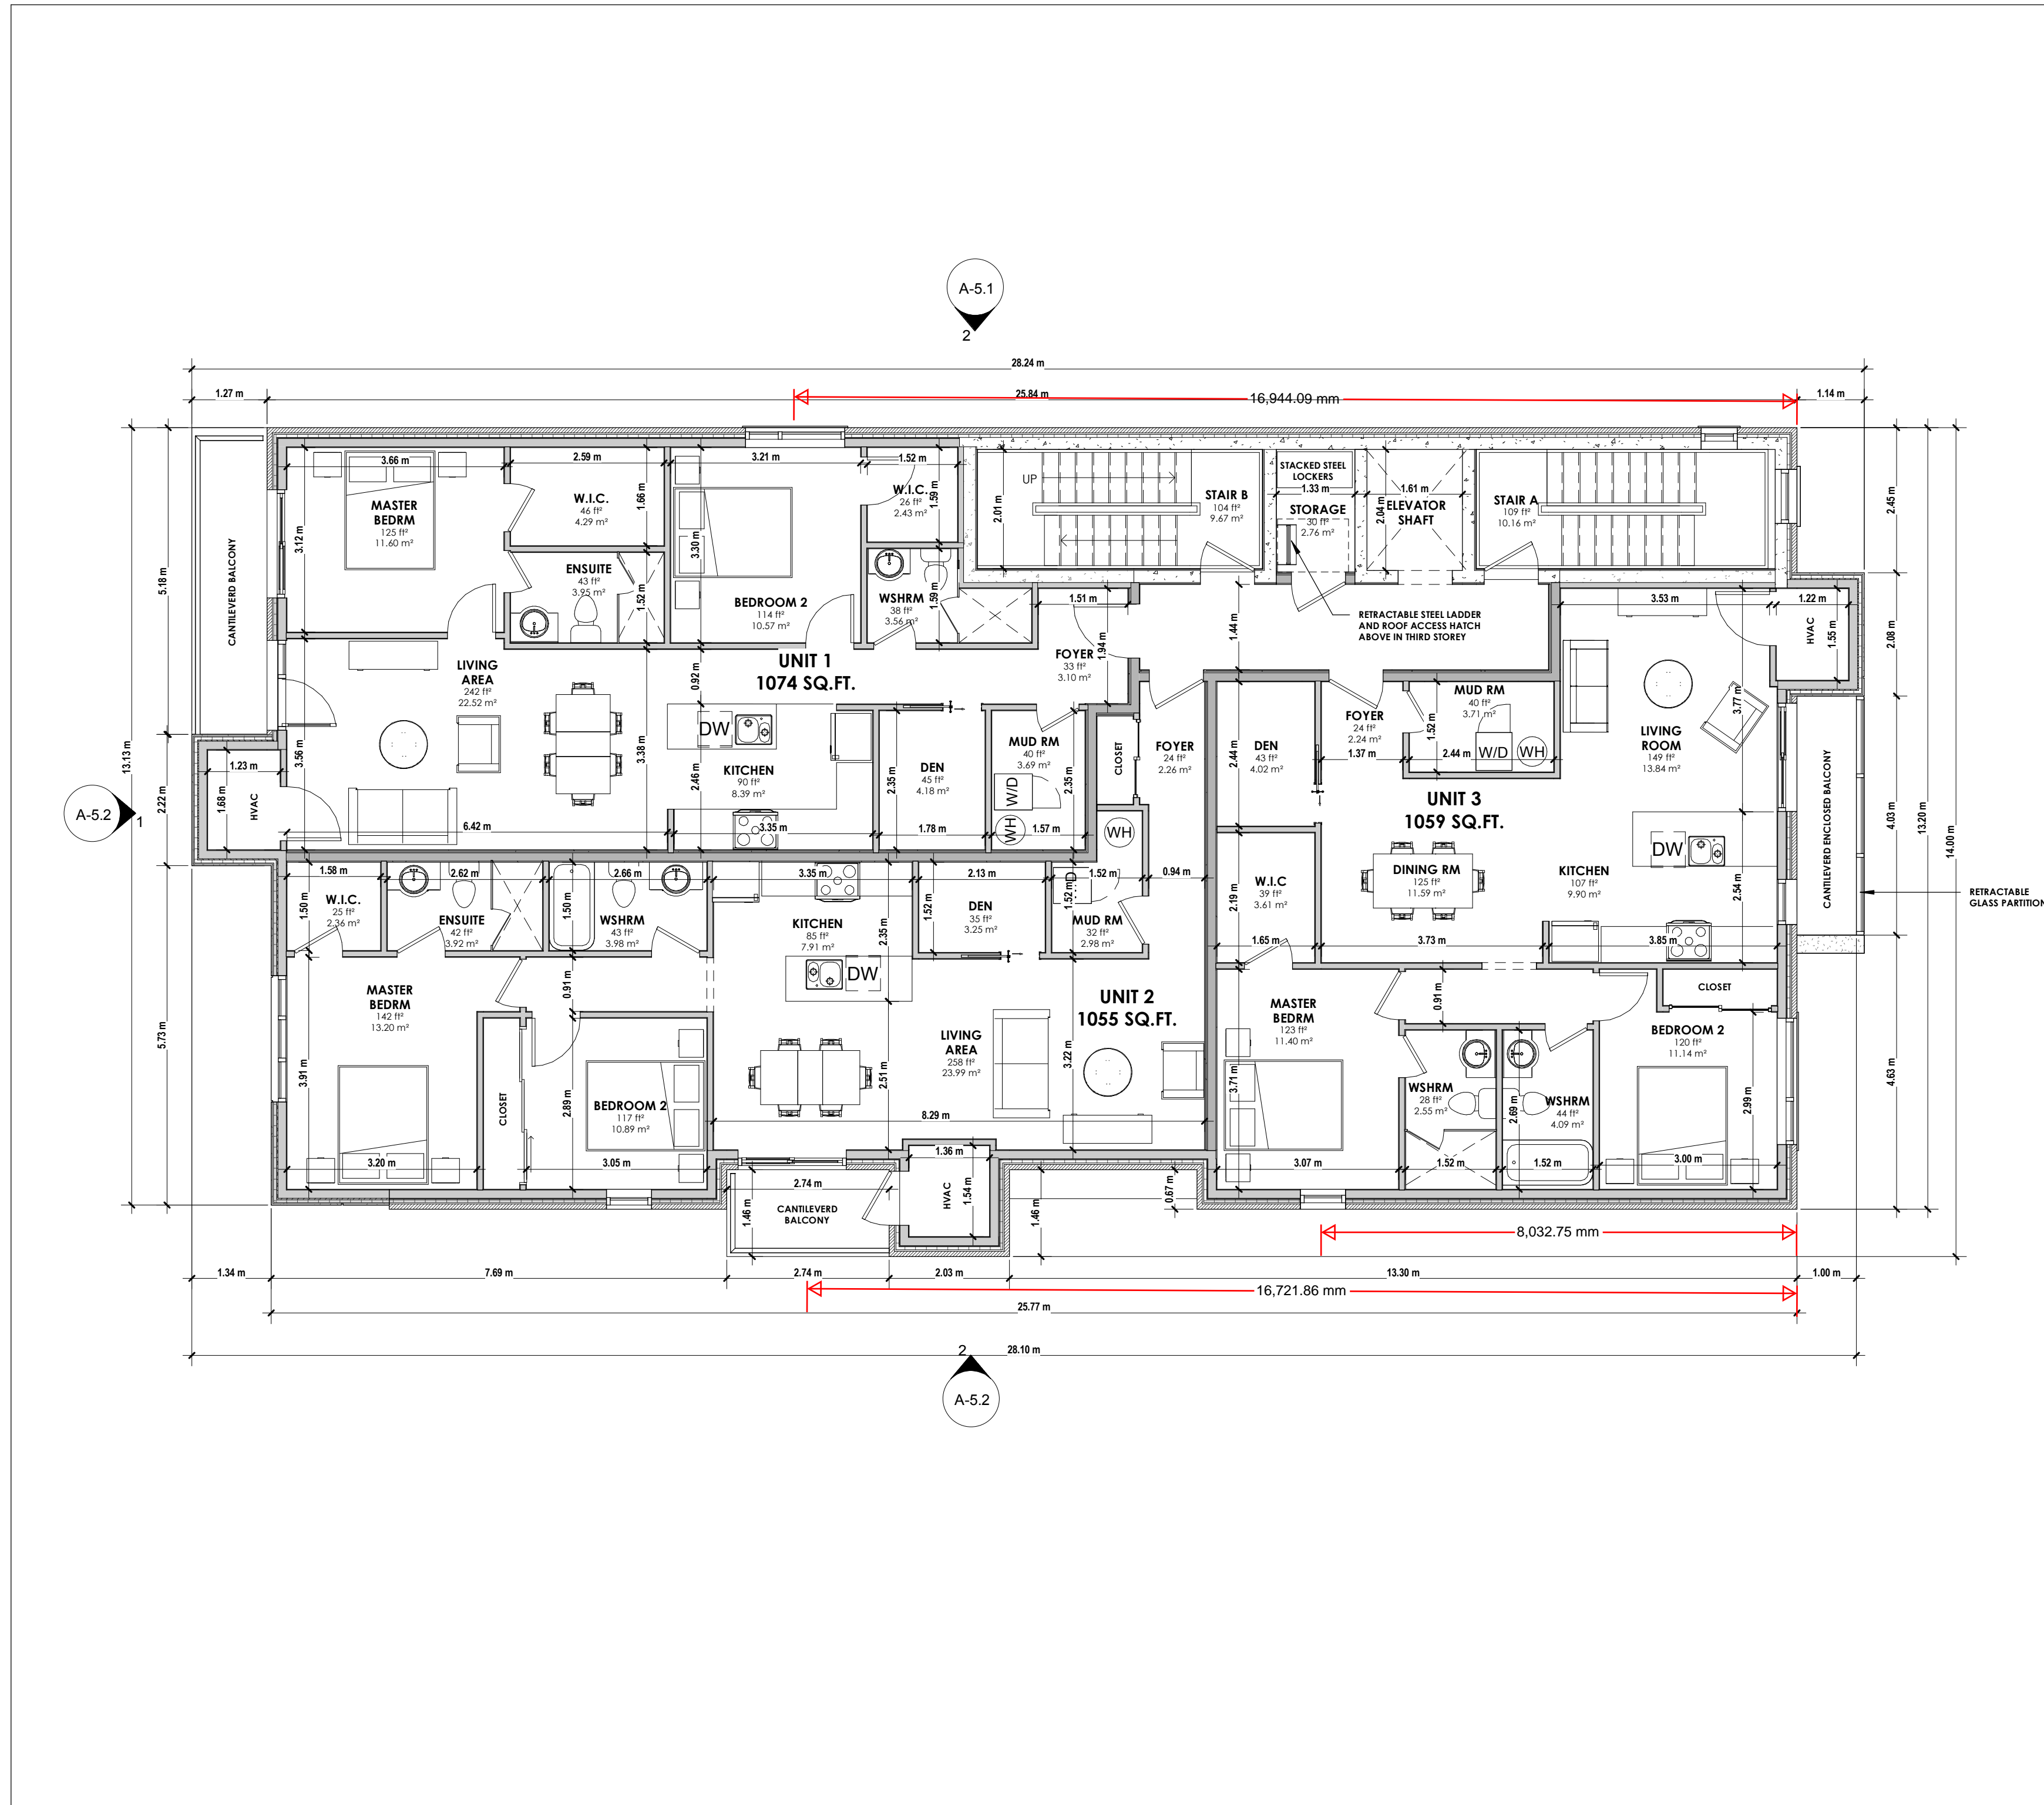 A-5.1
2
28.24 m
1.27 m
25.84 m
16,944.09 mm
1.14 m
3.66 m
2.59 m
3.21 m
1.52 m
MASTER
BEDRM
125 ft²
11.60 m²
3.12 m
W.I.C.
46 ft²
4.29 m²
1.66 m
3.30 m
W.I.C.
26 ft²
2.43 m²
1.59 m
UP
2.01 m
STAIR B
104 ft²
9.67 m²
STACKED STEEL
LOCKERS
1.33 m
STORAGE
30 ft²
2.76 m²
2.04 m
1.61 m
ELEVATOR
SHAFT
STAIR A
109 ft²
10.16 m²
2.45 m
CANTILEVERD BALCONY
5.18 m
13.13 m
ENSUITE
43 ft²
3.95 m²
1.52 m
BEDROOM 2
114 ft²
10.57 m²
WSHRM
38 ft²
3.56 m²
1.59 m
1.51 m
1.94 m
1.44 m
RETRACTABLE STEEL LADDER
AND ROOF ACCESS HATCH
ABOVE IN THIRD STOREY
3.53 m
1.22 m
HVAC
1.55 m
2.08 m
LIVING
AREA
242 ft²
22.52 m²
3.56 m
0.92 m
UNIT 1
1074 SQ.FT.
FOYER
33 ft²
3.10 m²
3.38 m
DW
KITCHEN
90 ft²
8.39 m²
2.46 m
2.35 m
DEN
45 ft²
4.18 m²
MUD RM
40 ft²
3.69 m²
W/D
WH
2.35 m
CLOSET
FOYER
24 ft²
2.26 m²
2.44 m
DEN
43 ft²
4.02 m²
FOYER
24 ft²
2.24 m²
1.37 m
MUD RM
40 ft²
3.71 m²
1.52 m
W/D
WH
2.44 m
LIVING
ROOM
149 ft²
13.84 m²
3.77 m
CANTILEVERD ENCLOSED BALCONY
4.03 m
13.20 m
14.00 m
1.23 m
1.68 m
HVAC
2.22 m
A-5.2
1
6.42 m
3.35 m
1.78 m
1.57 m
WH
UNIT 3
1059 SQ.FT.
DW
1.58 m
2.62 m
2.66 m
3.35 m
2.13 m
1.52 m
0.94 m
W.I.C.
25 ft²
2.36 m²
1.50 m
ENSUITE
42 ft²
3.92 m²
1.50 m
WSHRM
43 ft²
3.98 m²
KITCHEN
85 ft²
7.91 m²
2.35 m
1.52 m
DEN
35 ft²
3.25 m²
1.52 m
MUD RM
32 ft²
2.98 m²
W.I.C
39 ft²
3.61 m²
2.19 m
1.65 m
DINING RM
125 ft²
11.59 m²
3.73 m
KITCHEN
107 ft²
9.90 m²
2.54 m
3.85 m
RETRACTABLE
GLASS PARTITION
MASTER
BEDRM
142 ft²
13.20 m²
0.91 m
DW
UNIT 2
1055 SQ.FT.
MASTER
BEDRM
123 ft²
11.40 m²
0.91 m
CLOSET
BEDROOM 2
120 ft²
11.14 m²
5.73 m
3.91 m
CLOSET
2.89 m
BEDROOM 2
117 ft²
10.89 m²
2.51 m
LIVING
AREA
258 ft²
23.99 m²
3.22 m
3.71 m
WSHRM
28 ft²
2.55 m²
2.69 m
WSHRM
44 ft²
4.09 m²
2.99 m
4.63 m
8.29 m
3.20 m
3.05 m
1.36 m
3.07 m
1.52 m
1.52 m
3.00 m
2.74 m
CANTILEVERD
BALCONY
1.46 m
HVAC
1.54 m
1.46 m
0.67 m
8,032.75 mm
1.34 m
7.69 m
2.74 m
2.03 m
13.30 m
1.00 m
16,721.86 mm
25.77 m
28.10 m
2
A-5.2